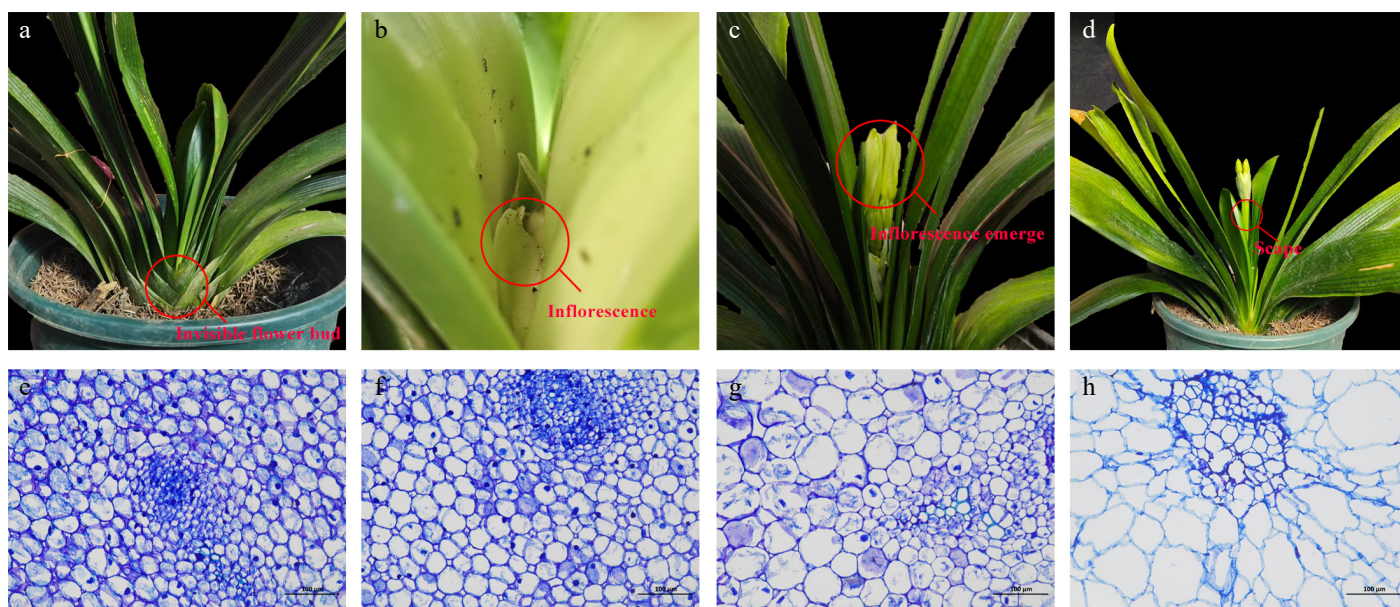 a
b
c
d
Invisible flower bud
Inflorescence
Inflorescence emerge
Scape
e
f
g
h
100 μm
100 μm
100 μm
100 μm